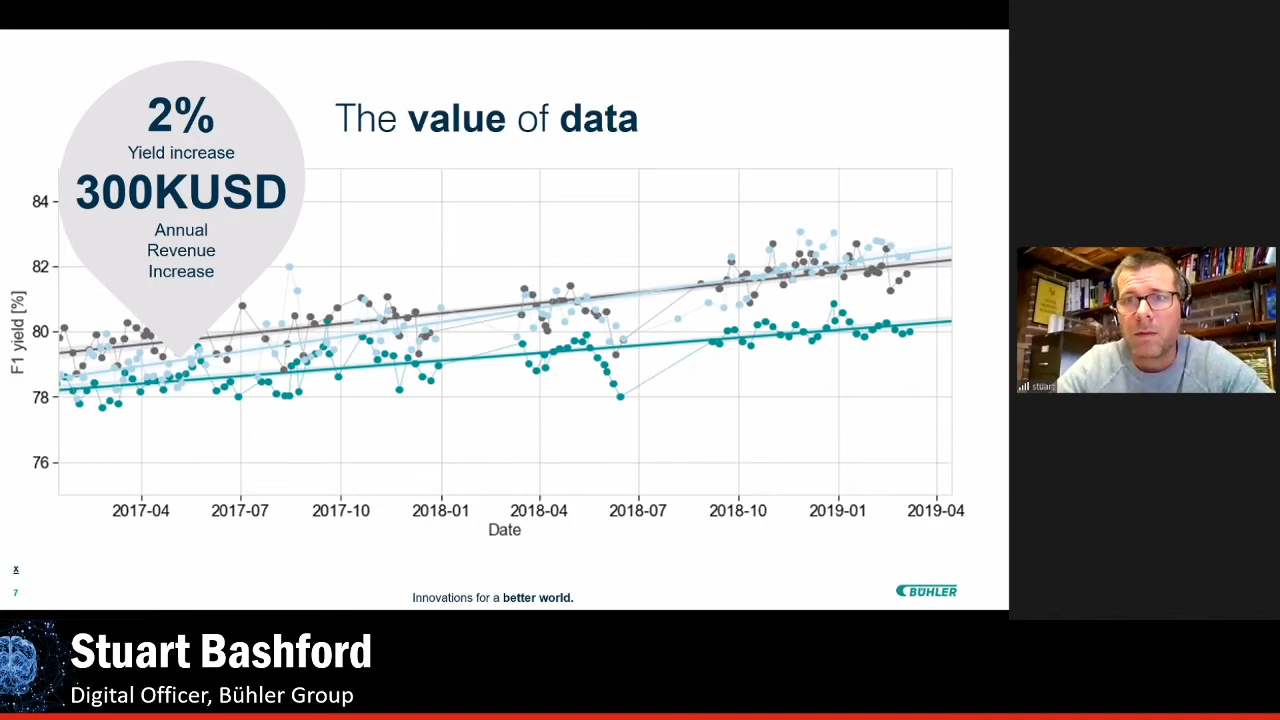 2%
Yield increase
300KUSD
Annual
Revenue
Increase
The value of data
84
82
80
78
76
F1 yield [%]
2017-04 2017-07 2017-10 2018-01 2018-04 2018-07 2018-10 2019-01 2019-04
Date
x
7
Innovations for a better world.
BÜHLER
stuart
Stuart Bashford
Digital Officer, Bühler Group